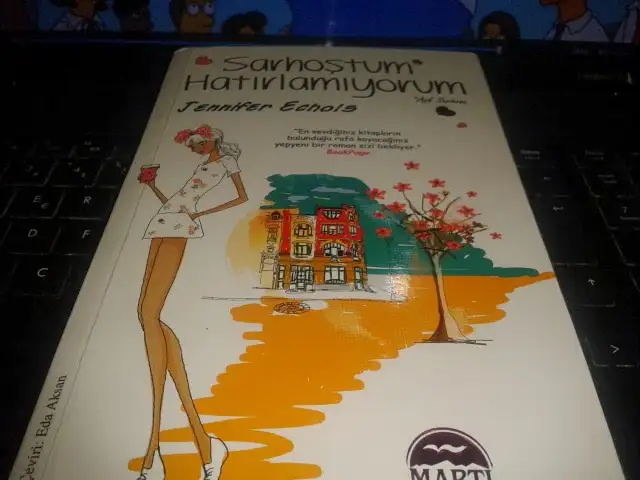 Sarhoştum
Hatırlamıyorum
Jennifer Echols
"En sevdiğiniz kitapların
bulunduğu rafa koyacağınız
yepyeni bir roman sizi bekliyor."
Çeviri: Eda Aksan
MARTI
E
€
D
F
C